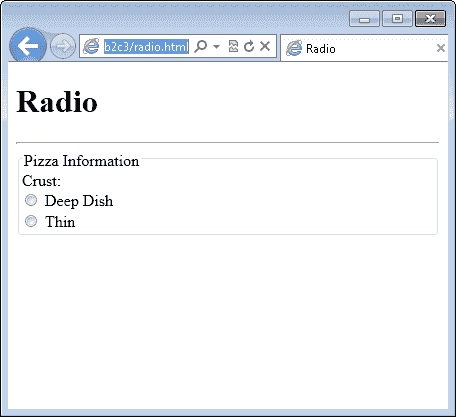 b2c3/radio.html
Radio
Radio
Pizza Information
Crust:
Deep Dish
Thin